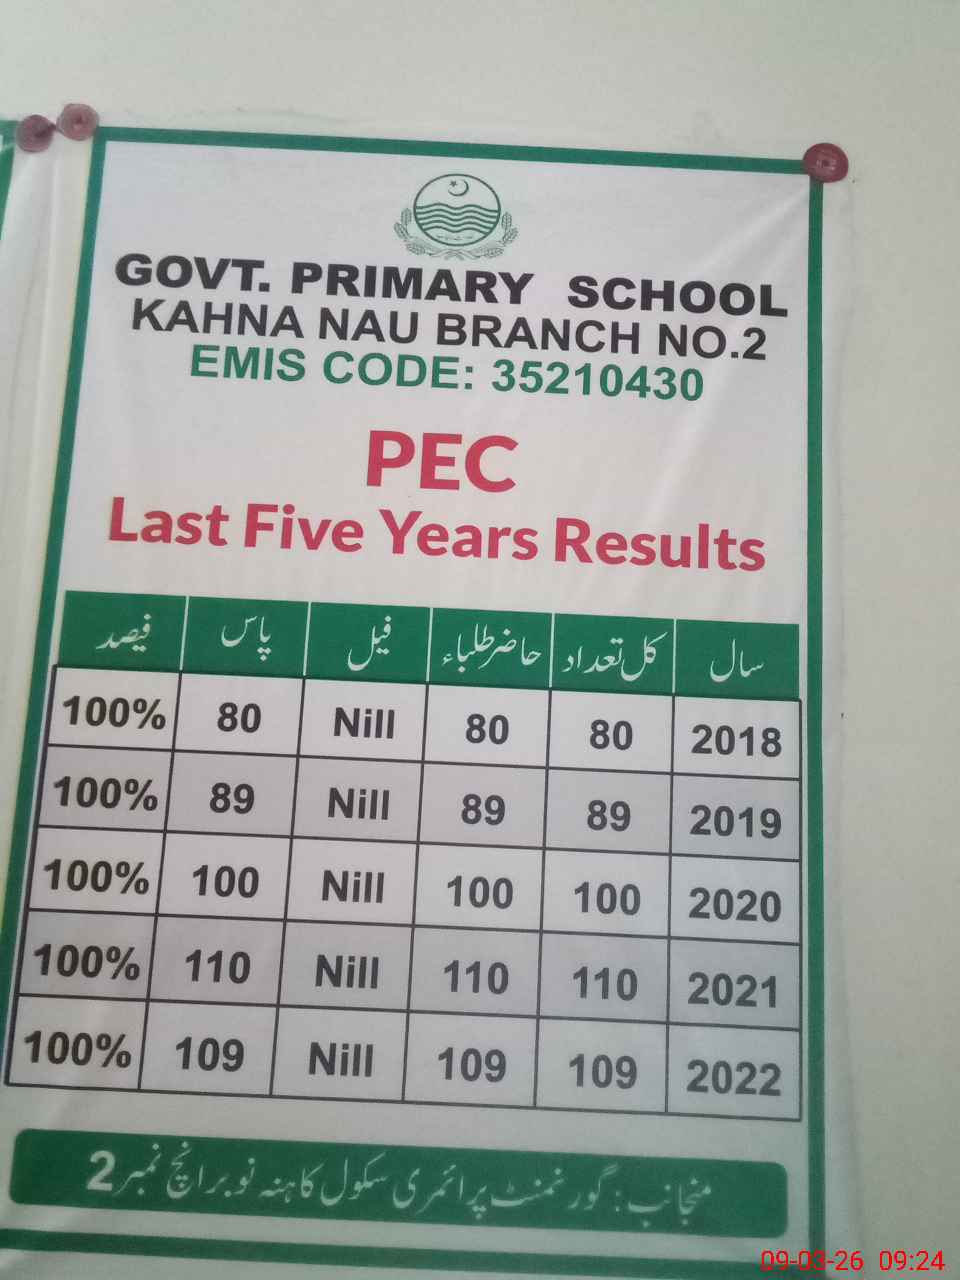 GOVT. PRIMARY SCHOOL
KAHNA NAU BRANCH NO.2
EMIS CODE: 35210430
PEC
Last Five Years Results
سال کل تعداد حاضر طلباء فیل پاس فیصد
2018 80 80 Nill 80 100%
2019 89 89 Nill 89 100%
2020 100 100 Nill 100 100%
2021 110 110 Nill 110 100%
2022 109 109 Nill 109 100%
منجانب : گورنمنٹ پرائمری سکول کاہنہ نو برانچ نمبر 2
09-03-26 09:24